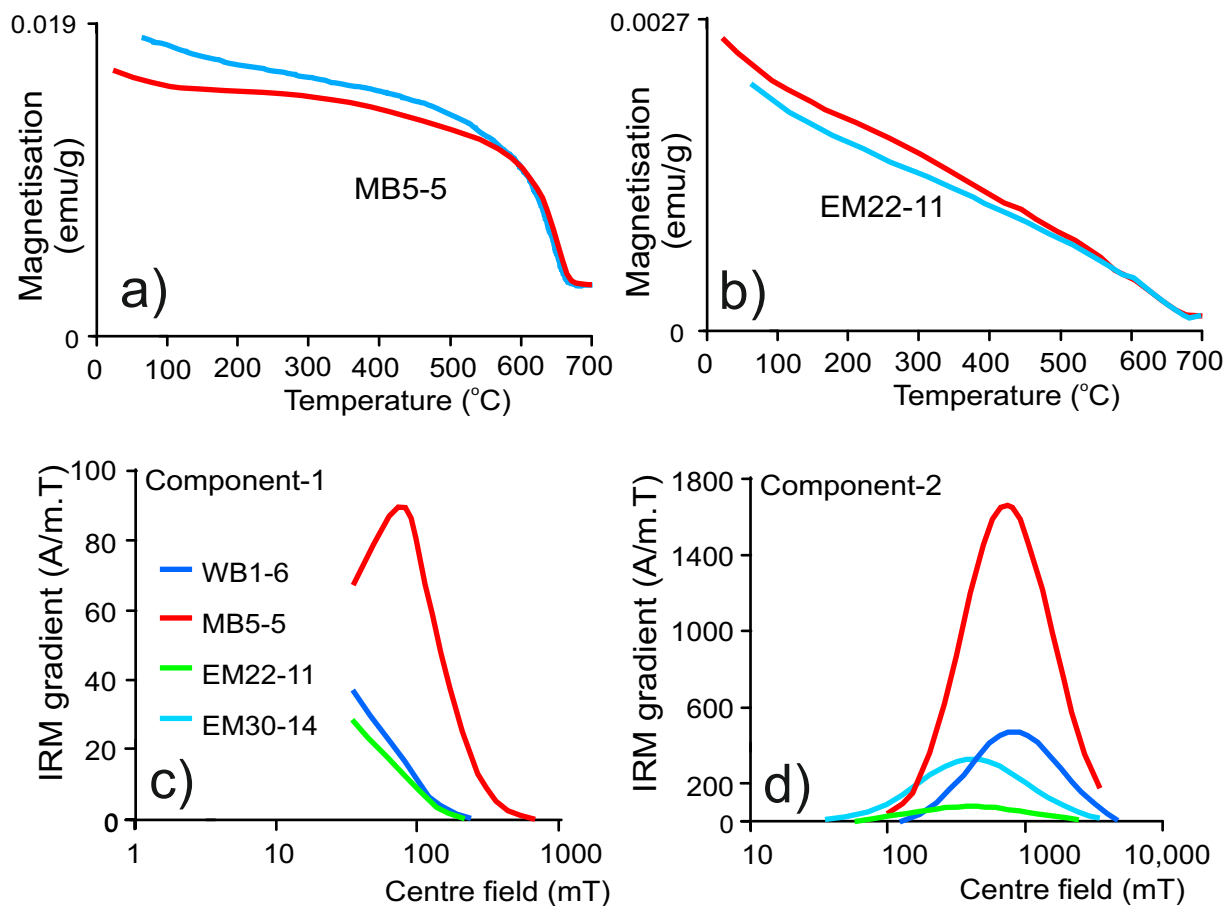 0.019
Magnetisation
(emu/g)
MB5-5
a)
0
0 100 200 300 400 500 600 700
Temperature (°C)
0.0027
Magnetisation
(emu/g)
EM22-11
b)
0
0 100 200 300 400 500 600 700
Temperature (°C)
100
80
60
40
20
0
IRM gradient (A/m.T)
Component-1
WB1-6
MB5-5
EM22-11
EM30-14
c)
1 10 100 1000
Centre field (mT)
1800
1400
1000
600
200
0
IRM gradient (A/m.T)
Component-2
d)
10 100 1000 10,000
Centre field (mT)